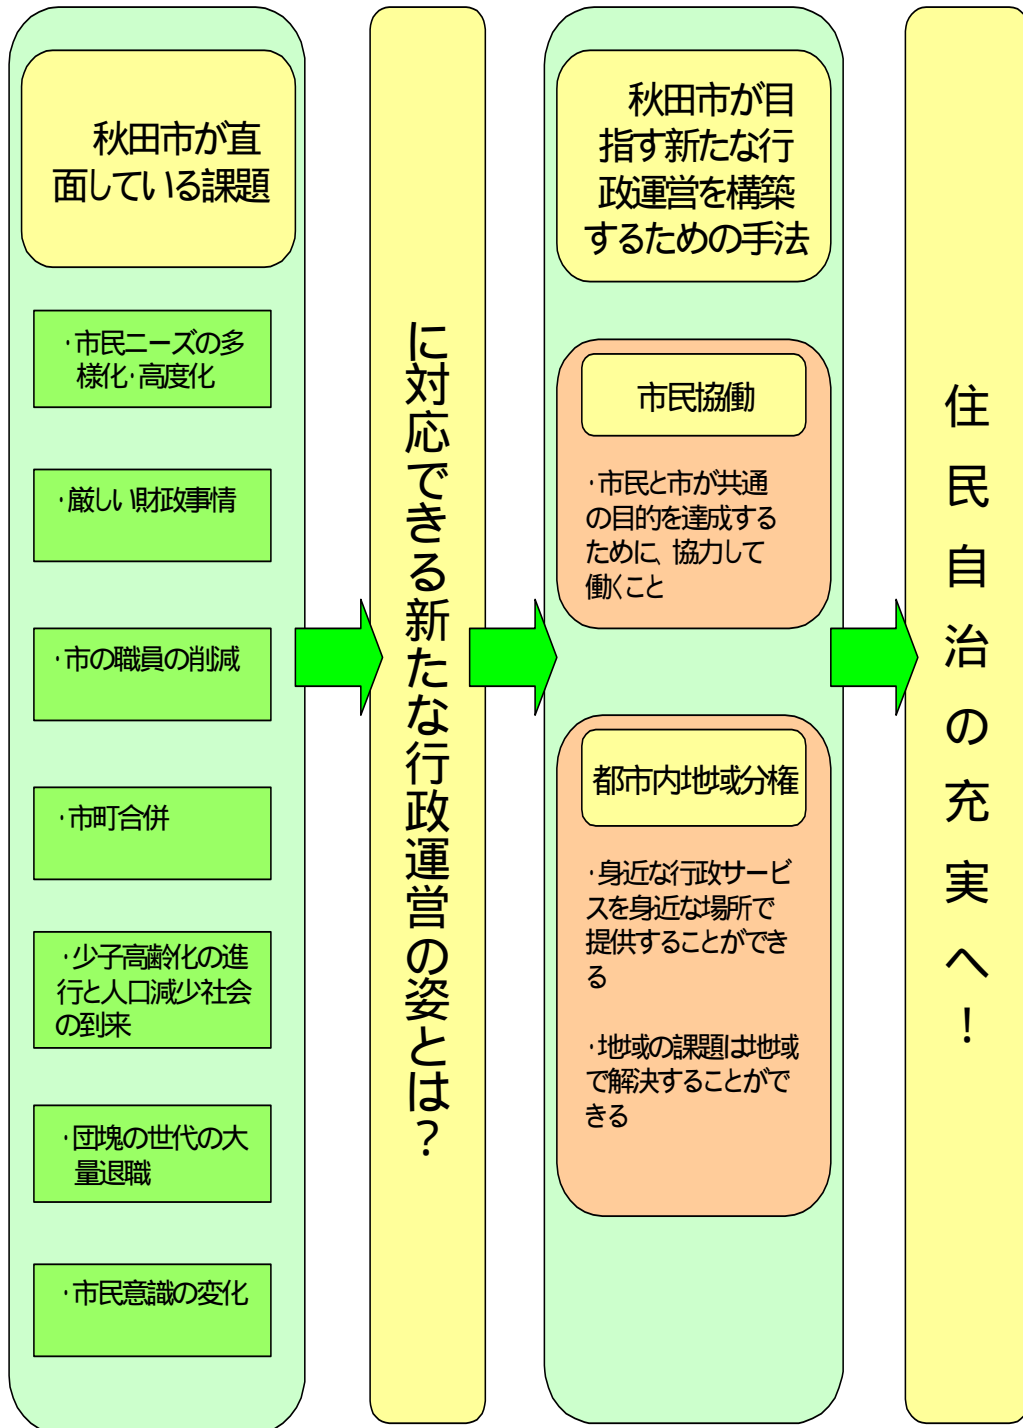 秋田市が直
面している課題
・市民ニーズの多
様化・高度化
・厳しい財政事情
・市の職員の削減
・市町合併
・少子高齢化の進
行と人口減少社会
の到来
・団塊の世代の大
量退職
・市民意識の変化
に対応できる新たな行政運営の姿とは？
秋田市が目
指す新たな行
政運営を構築
するための手法
市民協働
・市民と市が共通
の目的を達成する
ために、協力して
働くこと
都市内地域分権
・身近な行政サービ
スを身近な場所で
提供することができ
る
・地域の課題は地域
で解決することがで
きる
住民自治の充実へ！